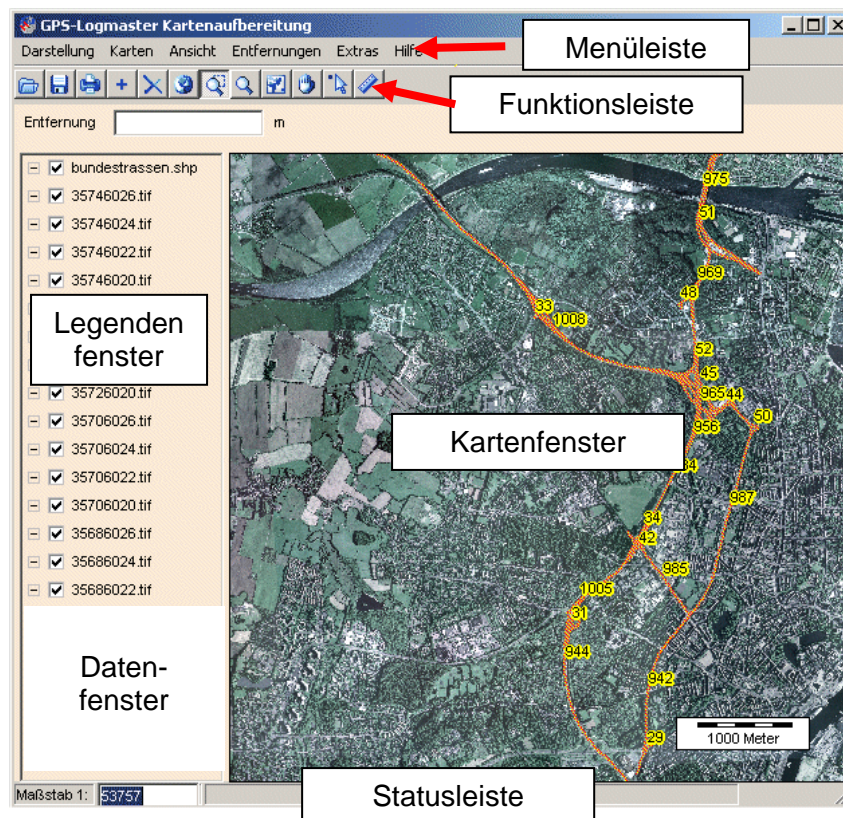 GPS-Logmaster Kartenaufbereitung
Darstellung Karten Ansicht Entfernungen Extras Hilfe
Menüleiste
Funktionsleiste
Entfernung m
bundestrassen.shp
35746026.tif
35746024.tif
35746022.tif
35746020.tif
Legenden
fenster
35726020.tif
35706026.tif
35706024.tif
35706022.tif
35706020.tif
35686026.tif
35686024.tif
35686022.tif
Daten-
fenster
975
51
969
48
33
1008
52
45
965
44
50
956
Kartenfenster
987
34
42
985
1005
31
944
942
29
1000 Meter
Maßstab 1: 53757
Statusleiste